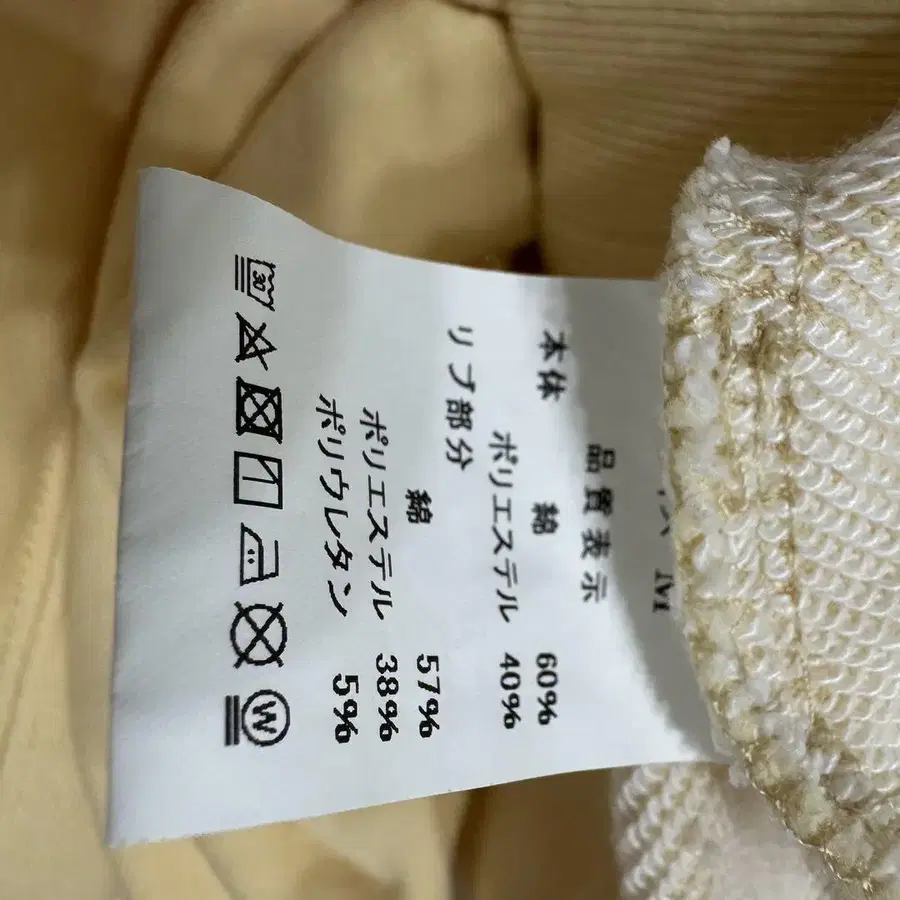 品質表示
本体 綿 60%
ポリエステル 40%
リブ部分
綿 57%
ポリエステル 38%
ポリウレタン 5%
30
W